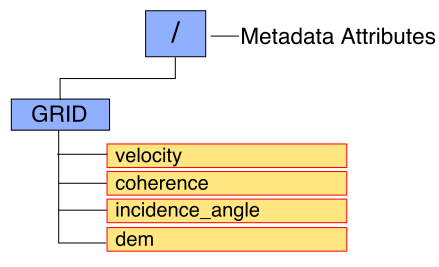 /
Metadata Attributes
GRID
velocity
coherence
incidence_angle
dem